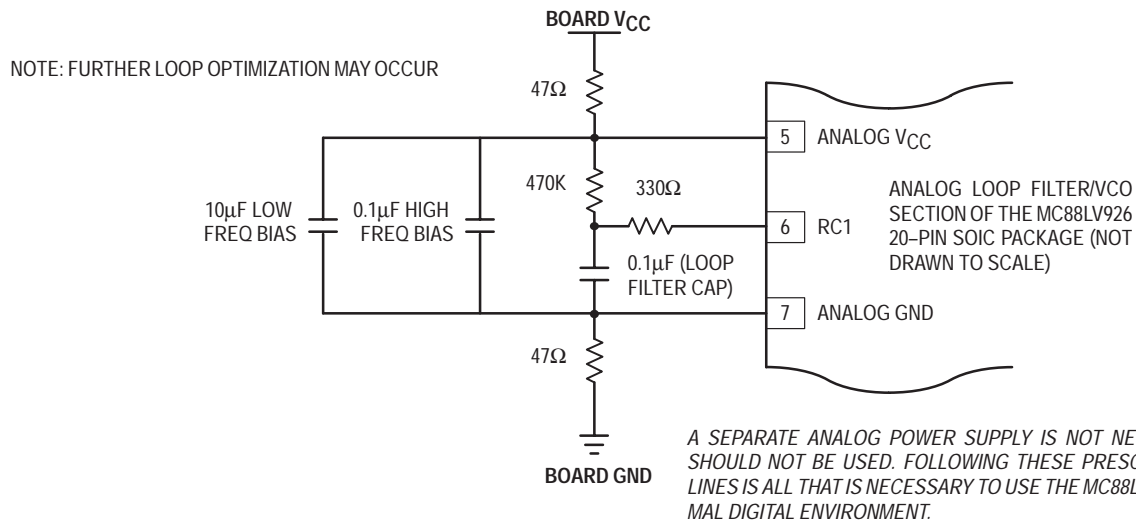 BOARD VCC
NOTE: FURTHER LOOP OPTIMIZATION MAY OCCUR
47Ω
5 ANALOG VCC
470K
330Ω
10µF LOW
FREQ BIAS
0.1µF HIGH
FREQ BIAS
6 RC1
ANALOG LOOP FILTER/VCO
SECTION OF THE MC88LV926
20–PIN SOIC PACKAGE (NOT
DRAWN TO SCALE)
0.1µF (LOOP
FILTER CAP)
7 ANALOG GND
47Ω
BOARD GND
A SEPARATE ANALOG POWER SUPPLY IS NOT
SHOULD NOT BE USED. FOLLOWING THESE
LINES IS ALL THAT IS NECESSARY TO USE THE
MAL DIGITAL ENVIRONMENT.